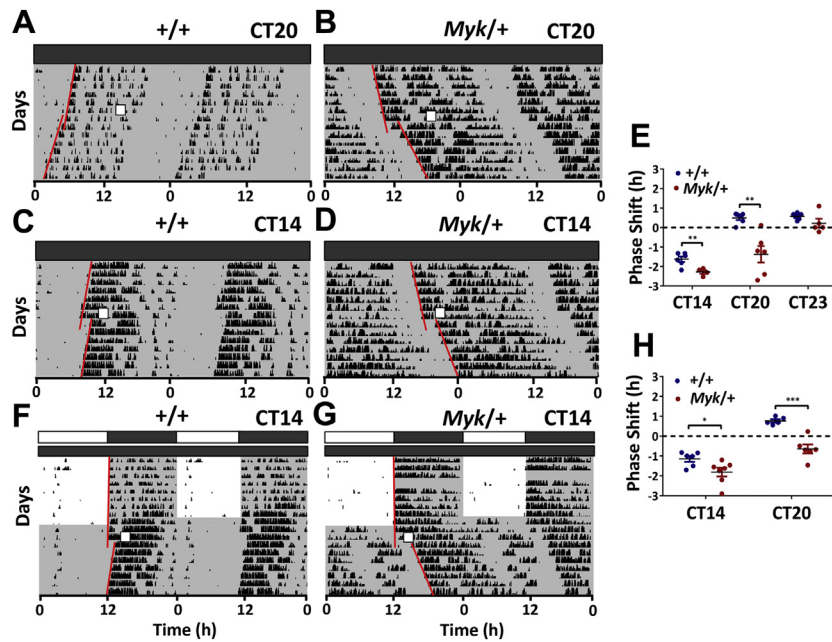 A +/+ CT20
B Myk/+ CT20
Days
0 12 0 12 0
0 12 0 12 0
C +/+ CT14
D Myk/+ CT14
Days
0 12 0 12 0
0 12 0 12 0
F +/+ CT14
G Myk/+ CT14
Days
0 12 0 12 0
0 12 0 12 0
Time (h)
Time (h)
E
+/+
Myk/+
Phase Shift (h)
3
2
1
0
-1
-2
-3
**
**
CT14 CT20 CT23
H
+/+
Myk/+
Phase Shift (h)
3
2
1
0
-1
-2
-3
*
***
CT14 CT20